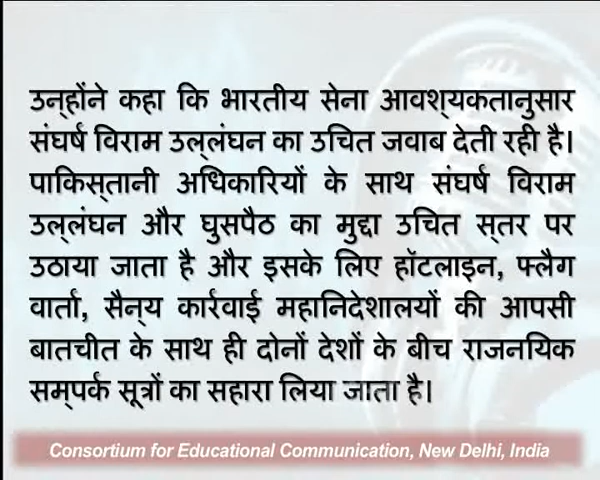 उन्होंने कहा कि भारतीय सेना आवश्यकतानुसार
संघर्ष विराम उल्लंघन का उचित जवाब देती रही है।
पाकिस्तानी अधिकारियों के साथ संघर्ष विराम
उल्लंघन और घुसपैठ का मुद्दा उचित स्तर पर
उठाया जाता है और इसके लिए हॉटलाइन, फ्लैग
वार्ता, सैन्य कार्रवाई महानिदेशालयों की आपसी
बातचीत के साथ ही दोनों देशों के बीच राजनयिक
सम्पर्क सूत्रों का सहारा लिया जाता है।
Consortium for Educational Communication, New Delhi, India